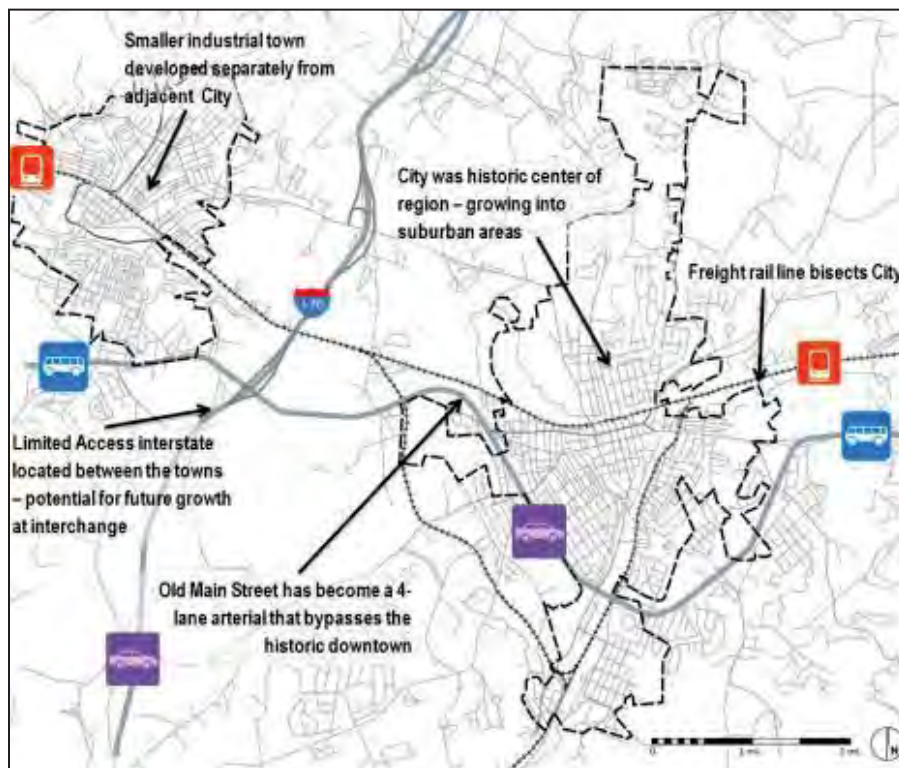 Smaller industrial town
developed separately from
adjacent City
City was historic center of
region – growing into
suburban areas
Freight rail line bisects City
Limited Access interstate
located between the towns
– potential for future growth
at interchange
Old Main Street has become a 4-
lane arterial that bypasses the
historic downtown
0
N